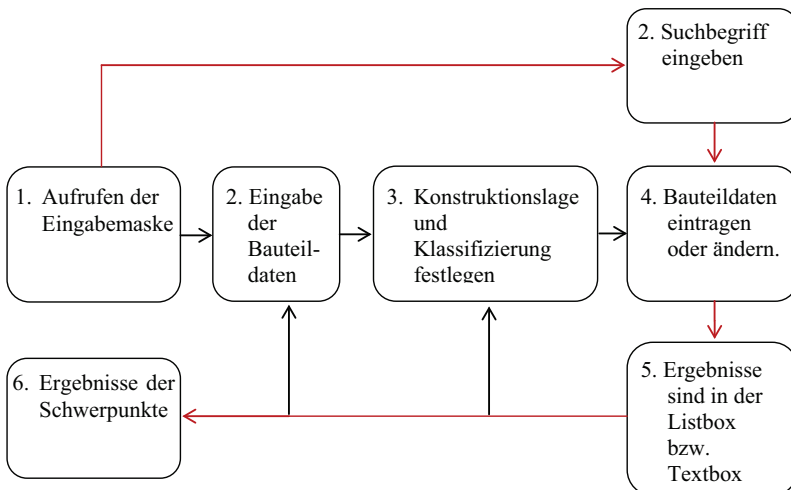 2. Suchbegriff
eingeben
1. Aufrufen der
Eingabemaske
2. Eingabe
der
Bauteil-
daten
3. Konstruktionslage
und
Klassifizierung
festlegen
4. Bauteildaten
eintragen
oder ändern.
6. Ergebnisse der
Schwerpunkte
5. Ergebnisse
sind in der
Listbox
bzw.
Textbox